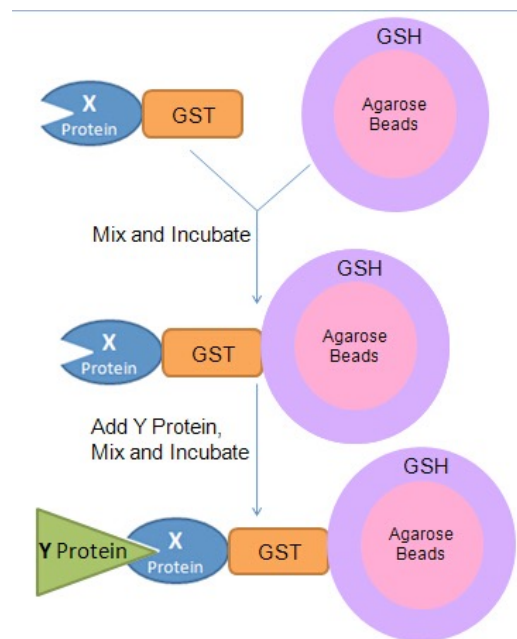 GSH
X
Protein
GST
Agarose
Beads
Mix and Incubate
GSH
X
Protein
GST
Agarose
Beads
Add Y Protein,
Mix and Incubate
GSH
Y Protein
X
Protein
GST
Agarose
Beads